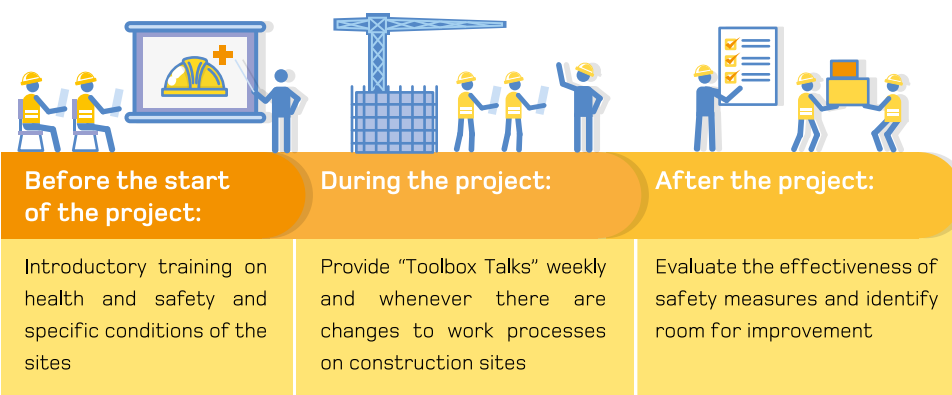 Before the start
of the project:
Introductory training on
health and safety and
specific conditions of the
sites
During the project:
Provide “Toolbox Talks” weekly
and whenever there are
changes to work processes
on construction sites
After the project:
Evaluate the effectiveness of
safety measures and identify
room for improvement